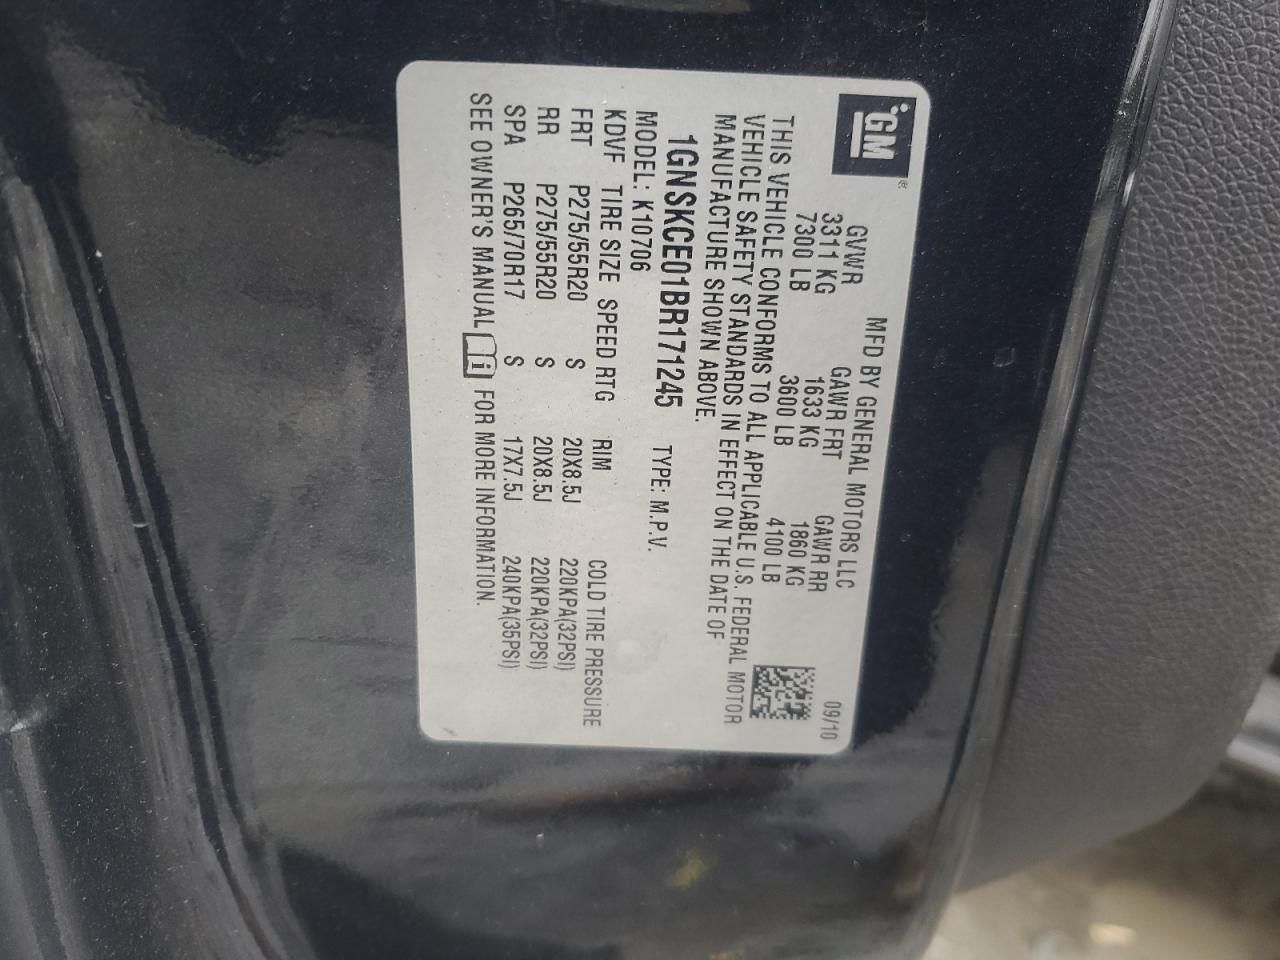 GM
®
MFD BY GENERAL MOTORS LLC 09/10
GVWR GAWR FRT GAWR RR
3311 KG 1633 KG 1860 KG
7300 LB 3600 LB 4100 LB
THIS VEHICLE CONFORMS TO ALL APPLICABLE U.S. FEDERAL MOTOR
VEHICLE SAFETY STANDARDS IN EFFECT ON THE DATE OF
MANUFACTURE SHOWN ABOVE.
1GNSKCE01BR171245 TYPE: M.P.V.
MODEL: K10706
KDVF TIRE SIZE SPEED RTG RIM COLD TIRE PRESSURE
FRT P275/55R20 S 20X8.5J 220KPA(32PSI)
RR P275/55R20 S 20X8.5J 220KPA(32PSI)
SPA P265/70R17 S 17X7.5J 240KPA(35PSI)
SEE OWNER'S MANUAL i FOR MORE INFORMATION.